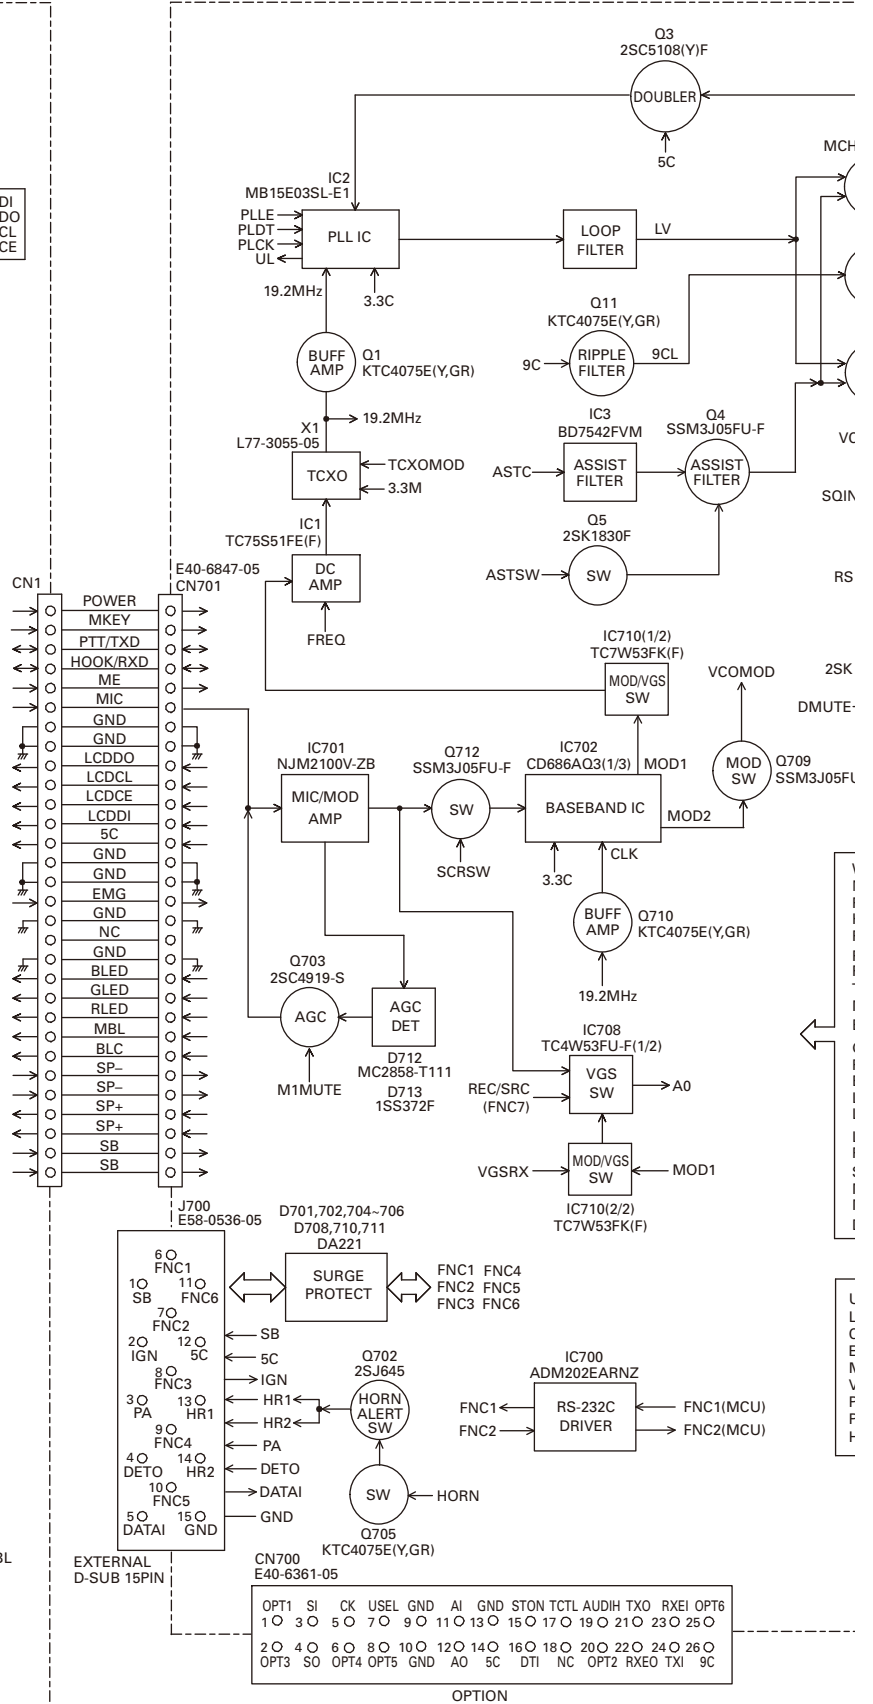 Q3
2SC5108(Y)F
DOUBLER
5C
MCH
DI
DO
CL
CE
IC2
MB15E03SL-E1
PLLE
PLDT
PLCK
UL
PLL IC
LOOP
FILTER
LV
19.2MHz
3.3C
Q11
KTC4075E(Y,GR)
9C
RIPPLE
FILTER
9CL
BUFF
AMP
Q1
KTC4075E(Y,GR)
19.2MHz
X1
L77-3055-05
TCXO
TCXOMOD
3.3M
IC3
BD7542FVM
ASTC
ASSIST
FILTER
Q4
SSM3J05FU-F
ASSIST
FILTER
VC
SQIN
IC1
TC75S51FE(F)
DC
AMP
FREQ
Q5
2SK1830F
ASTSW
SW
RS
CN1
E40-6847-05
CN701
POWER
MKEY
PTT/TXD
HOOK/RXD
ME
MIC
GND
GND
LCDDO
LCDCL
LCDCE
LCDDI
5C
GND
GND
EMG
GND
NC
GND
BLED
GLED
RLED
MBL
BLC
SP–
SP–
SP+
SP+
SB
SB
IC710(1/2)
TC7W53FK(F)
MOD/VGS
SW
VCOMOD
2SK
DMUTE
IC701
NJM2100V-ZB
MIC/MOD
AMP
Q712
SSM3J05FU-F
SW
SCRSW
IC702
CD686AQ3(1/3)
MOD1
BASEBAND IC
MOD2
MOD
SW
Q709
SSM3J05FU
3.3C
CLK
BUFF
AMP
Q710
KTC4075E(Y,GR)
19.2MHz
Q703
2SC4919-S
AGC
M1MUTE
AGC
DET
D712
MC2858-T111
D713
1SS372F
IC708
TC4W53FU-F(1/2)
VGS
SW
A0
REC/SRC
(FNC7)
VGSRX
MOD/VGS
SW
MOD1
IC710(2/2)
TC7W53FK(F)
J700
E58-0536-05
6
FNC1
1
SB
11
FNC6
7
FNC2
2
IGN
12
5C
8
FNC3
3
PA
13
HR1
9
FNC4
4
DETO
14
HR2
10
FNC5
5
DATAI
15
GND
EXTERNAL
D-SUB 15PIN
D701,702,704~706
D708,710,711
DA221
SURGE
PROTECT
FNC1 FNC4
FNC2 FNC5
FNC3 FNC6
SB
5C
IGN
HR1
HR2
PA
DETO
DATAI
GND
Q702
2SJ645
HORN
ALERT
SW
SW
HORN
Q705
KTC4075E(Y,GR)
IC700
ADM202EARNZ
FNC1
FNC2
RS-232C
DRIVER
FNC1(MCU)
FNC2(MCU)
BL
CN700
E40-6361-05
OPT1 SI CK USEL GND AI GND STON TCTL AUDIH TXO RXEI OPT6
1 3 5 7 9 11 13 15 17 19 21 23 25
2 4 6 8 10 12 14 16 18 20 22 24 26
OPT3 SO OPT4 OPT5 GND AO 5C DTI NC OPT2 RXEO TXI 9C
OPTION